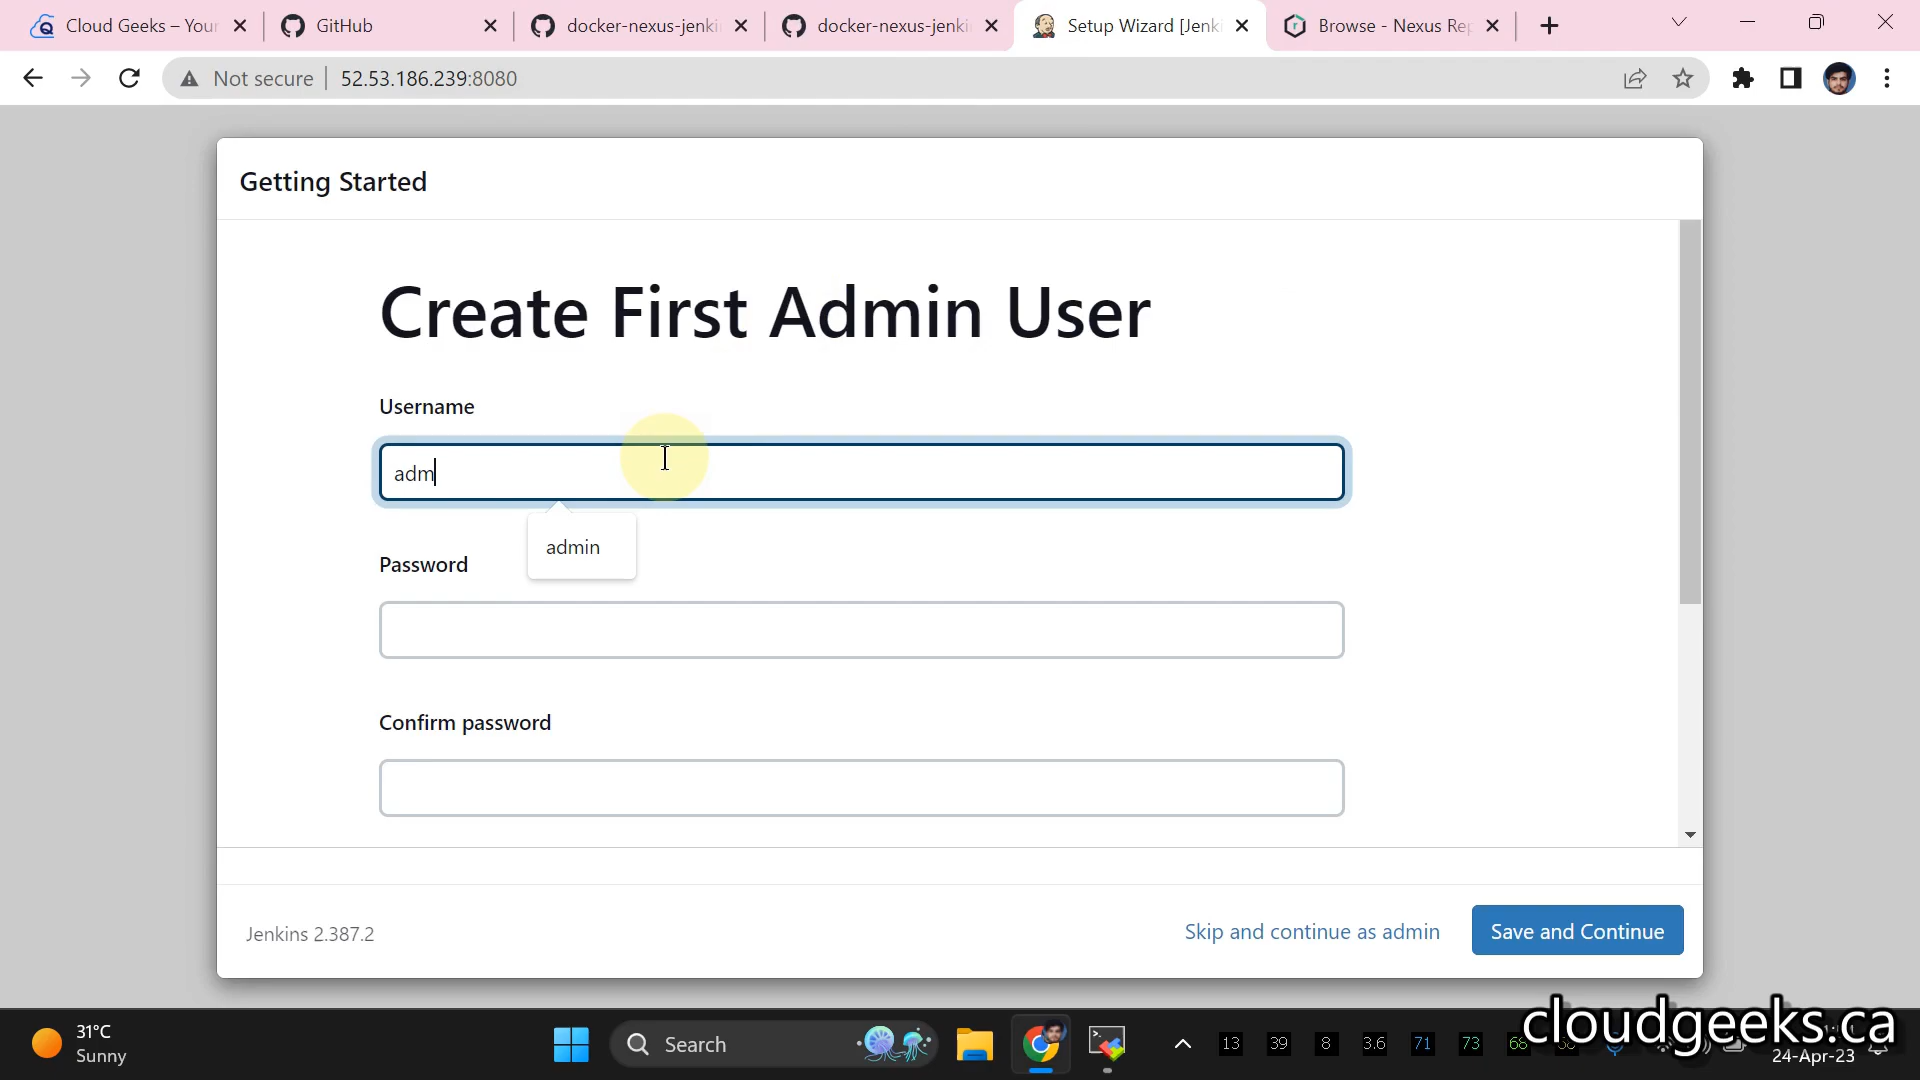 Cloud Geeks – Your
GitHub
docker-nexus-jenki
docker-nexus-jenki
Setup Wizard [Jenki
Browse - Nexus Rep
Not secure
52.53.186.239:8080
Getting Started
Create First Admin User
Username
adm
admin
Password
Confirm password
Jenkins 2.387.2
Skip and continue as admin
Save and Continue
cloudgeeks.ca
31°C
Sunny
Search
13
39
8
3.6
71
73
24-Apr-23